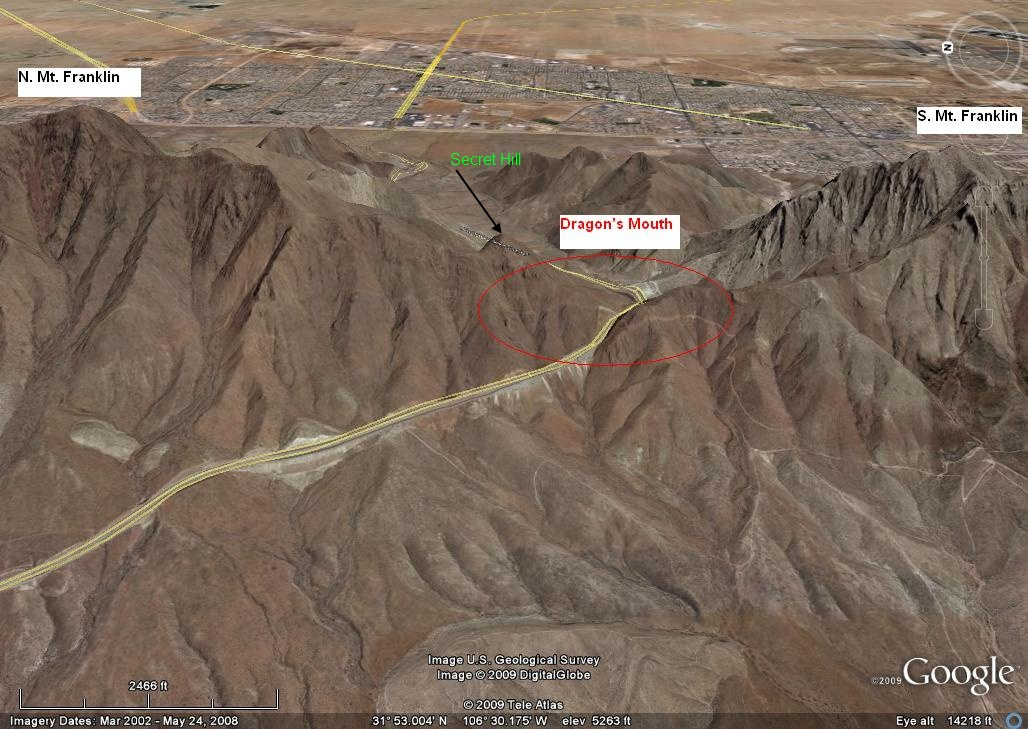 N. Mt. Franklin
S. Mt. Franklin
Secret Hill
Dragon's Mouth
N
Image U.S. Geological Survey
Image © 2009 DigitalGlobe
©2009 Google™
2466 ft
© 2009 Tele Atlas
Imagery Dates: Mar 2002 - May 24, 2008 31° 53.004' N 106° 30.175' W elev 5263 ft Eye alt 14218 ft